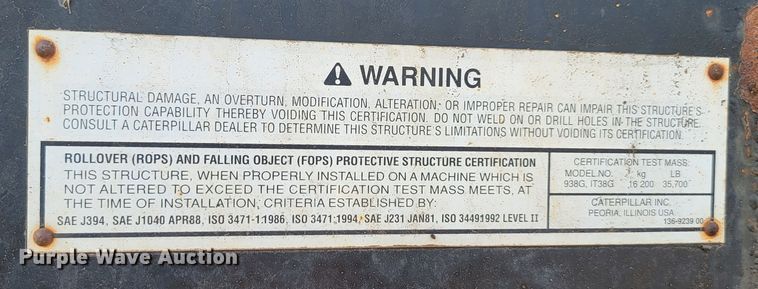 WARNING
STRUCTURAL DAMAGE, AN OVERTURN, MODIFICATION, ALTERATION, OR IMPROPER REPAIR CAN IMPAIR THIS STRUCTURE'S
PROTECTION CAPABILITY THEREBY VOIDING THIS CERTIFICATION. DO NOT WELD ON OR DRILL HOLES IN THE STRUCTURE.
CONSULT A CATERPILLAR DEALER TO DETERMINE THIS STRUCTURE'S LIMITATIONS WITHOUT VOIDING ITS CERTIFICATION.
ROLLOVER (ROPS) AND FALLING OBJECT (FOPS) PROTECTIVE STRUCTURE CERTIFICATION
THIS STRUCTURE, WHEN PROPERLY INSTALLED ON A MACHINE WHICH IS
NOT ALTERED TO EXCEED THE CERTIFICATION TEST MASS MEETS, AT
THE TIME OF INSTALLATION, CRITERIA ESTABLISHED BY:
SAE J394, SAE J1040 APR88, ISO 3471-1:1986, ISO 3471:1994, SAE J231 JAN81, ISO 3449:1992 LEVEL II
CERTIFICATION TEST MASS:
MODEL NO. kg LB
938G, IT38G 16 200 35,700
CATERPILLAR INC.
PEORIA, ILLINOIS USA
136-9239 00
Purple Wave Auction